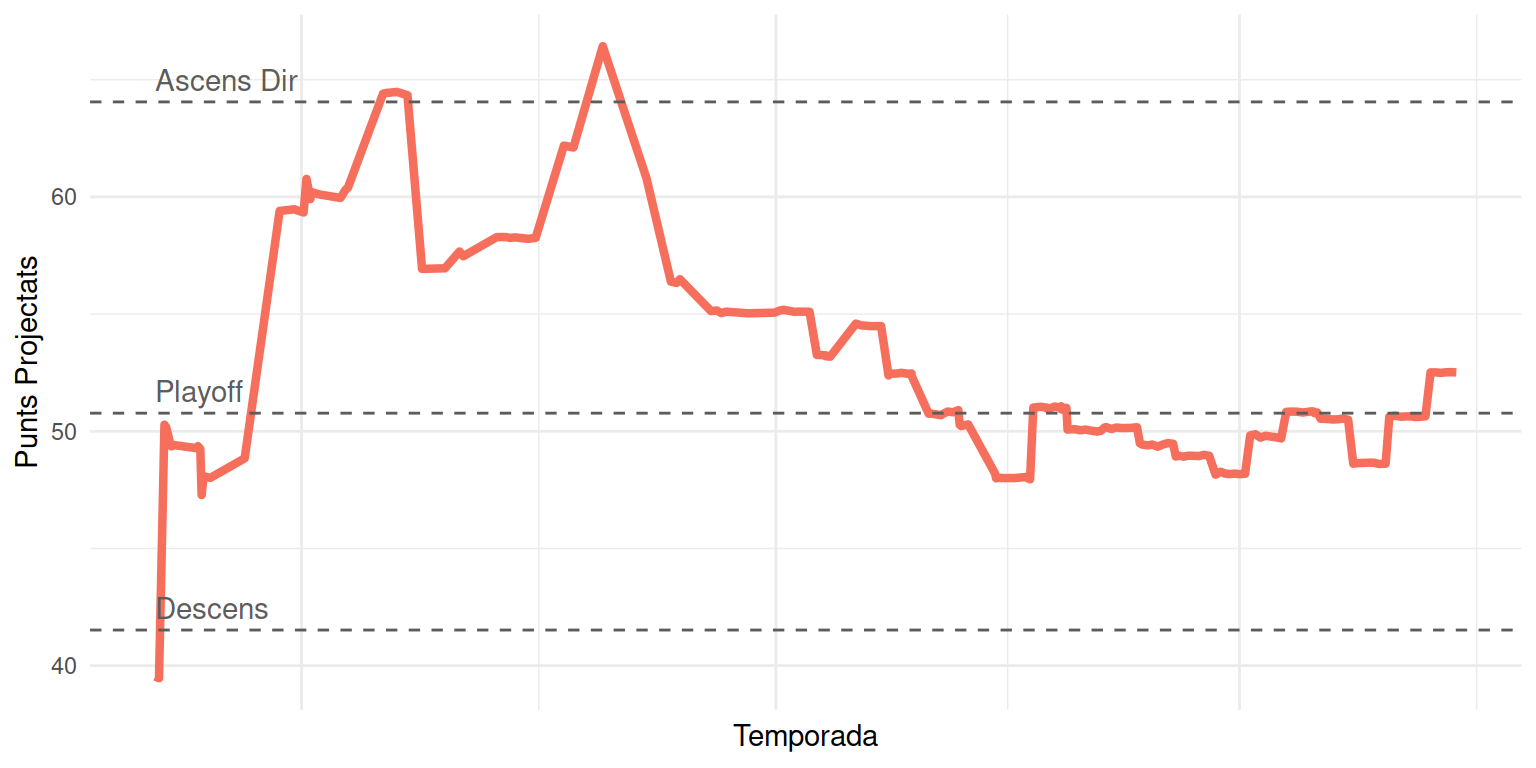 Ascens Dir
60
Playoff
50
Descens
40
Punts Projectats
Temporada